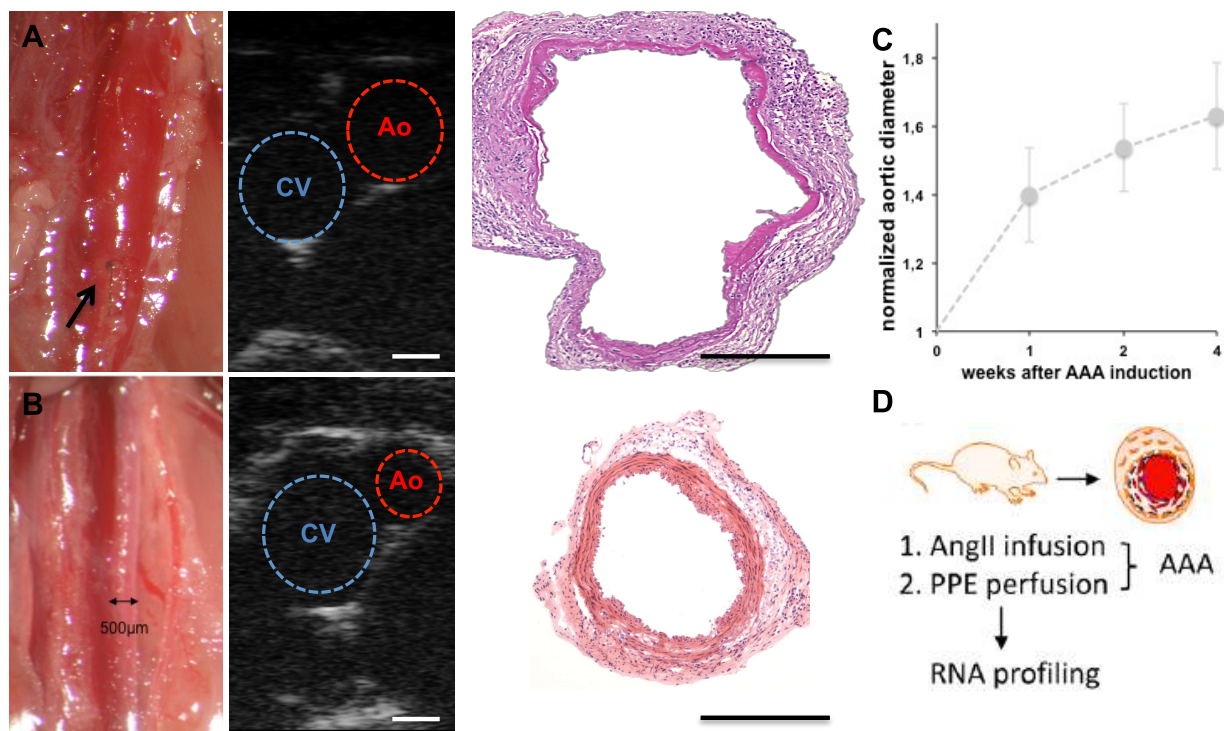 A
CV
Ao
B
500µm
CV
Ao
C
normalized aortic diameter
1,8
1,6
1,4
1,2
1
0
1
2
4
weeks after AAA induction
D
1. AngII infusion
2. PPE perfusion
AAA
RNA profiling